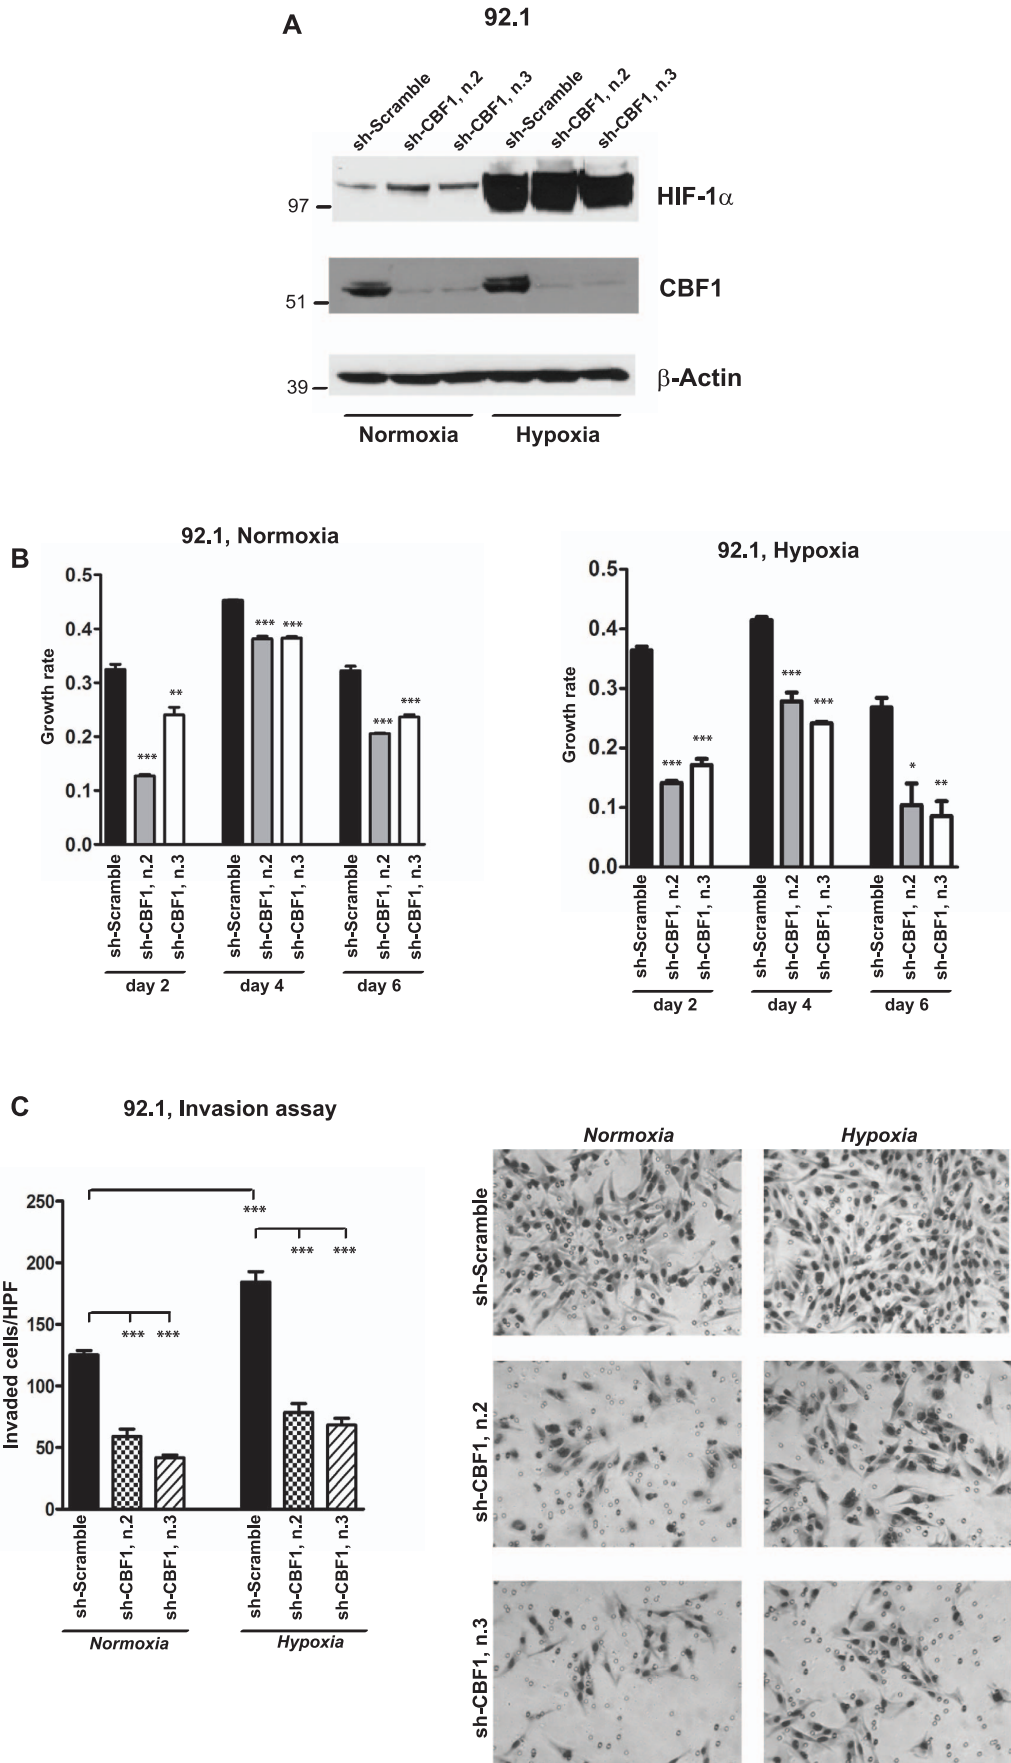 A
92.1
sh-Scramble
sh-CBF1, n.2
sh-CBF1, n.3
sh-Scramble
sh-CBF1, n.2
sh-CBF1, n.3
97
HIF-1α
51
CBF1
39
β-Actin
Normoxia
Hypoxia
B
92.1, Normoxia
Growth rate
0.5
0.4
0.3
0.2
0.1
0.0
***
**
***
***
***
***
sh-Scramble
sh-CBF1, n.2
sh-CBF1, n.3
sh-Scramble
sh-CBF1, n.2
sh-CBF1, n.3
sh-Scramble
sh-CBF1, n.2
sh-CBF1, n.3
day 2
day 4
day 6
92.1, Hypoxia
Growth rate
0.5
0.4
0.3
0.2
0.1
0.0
***
***
***
***
*
**
sh-Scramble
sh-CBF1, n.2
sh-CBF1, n.3
sh-Scramble
sh-CBF1, n.2
sh-CBF1, n.3
sh-Scramble
sh-CBF1, n.2
sh-CBF1, n.3
day 2
day 4
day 6
C
92.1, Invasion assay
Invaded cells/HPF
250
200
150
100
50
0
***
***
***
***
***
sh-Scramble
sh-CBF1, n.2
sh-CBF1, n.3
sh-Scramble
sh-CBF1, n.2
sh-CBF1, n.3
Normoxia
Hypoxia
Normoxia
Hypoxia
sh-Scramble
sh-CBF1, n.2
sh-CBF1, n.3